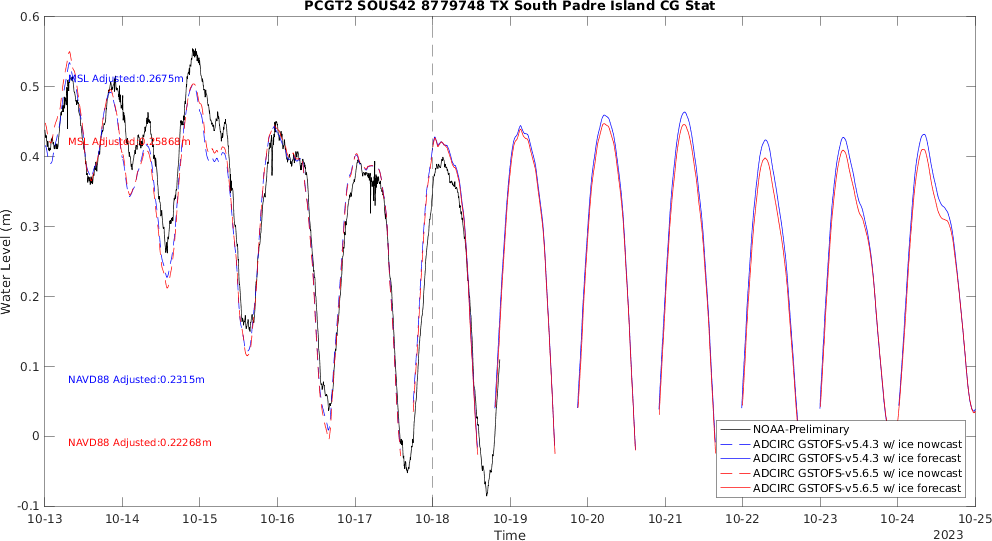 PCGT2 SOUS42 8779748 TX South Padre Island CG Stat
0.6
0.5
0.4
0.3
0.2
0.1
0
-0.1
Water Level (m)
MSL Adjusted:0.2675m
MSL Adjusted:0.25868m
NAVD88 Adjusted:0.2315m
NAVD88 Adjusted:0.22268m
NOAA-Preliminary
ADCIRC GSTOFS-v5.4.3 w/ ice nowcast
ADCIRC GSTOFS-v5.4.3 w/ ice forecast
ADCIRC GSTOFS-v5.6.5 w/ ice nowcast
ADCIRC GSTOFS-v5.6.5 w/ ice forecast
10-13 10-14 10-15 10-16 10-17 10-18 10-19 10-20 10-21 10-22 10-23 10-24 10-25
Time
2023